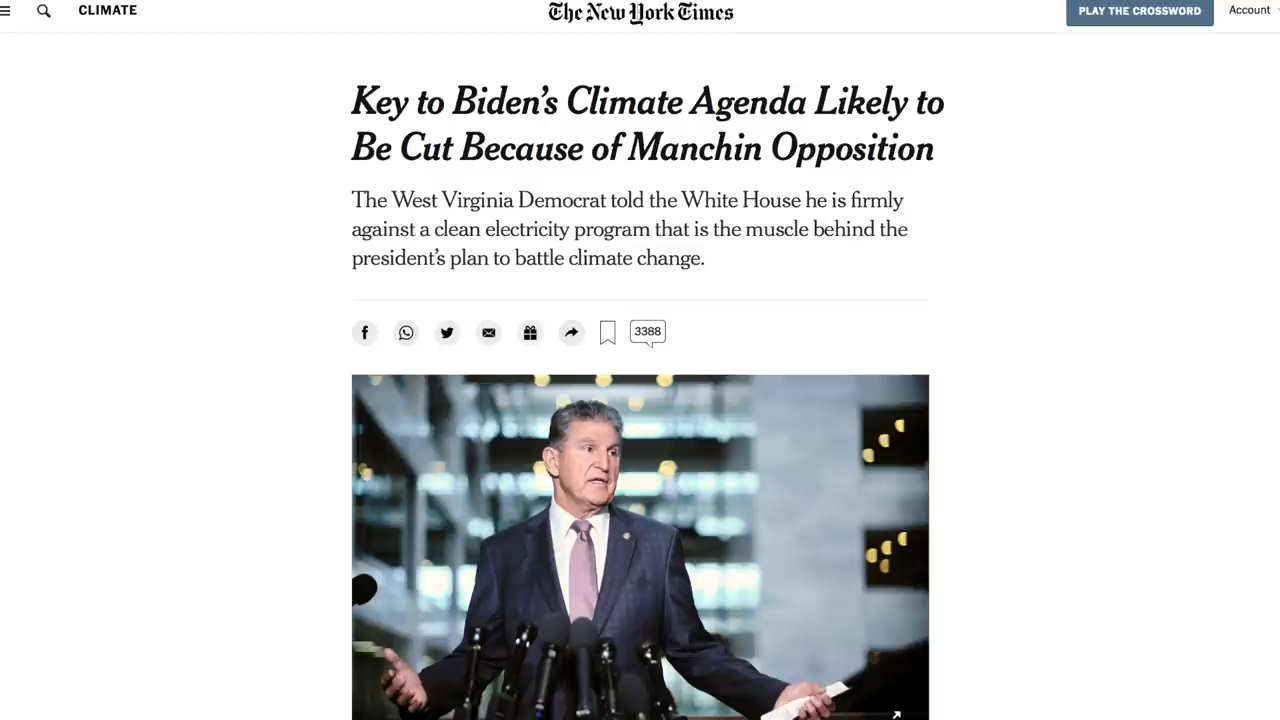 CLIMATE
The New York Times
PLAY THE CROSSWORD
Account
Key to Biden's Climate Agenda Likely to
Be Cut Because of Manchin Opposition
The West Virginia Democrat told the White House he is firmly
against a clean electricity program that is the muscle behind the
president's plan to battle climate change.
3388